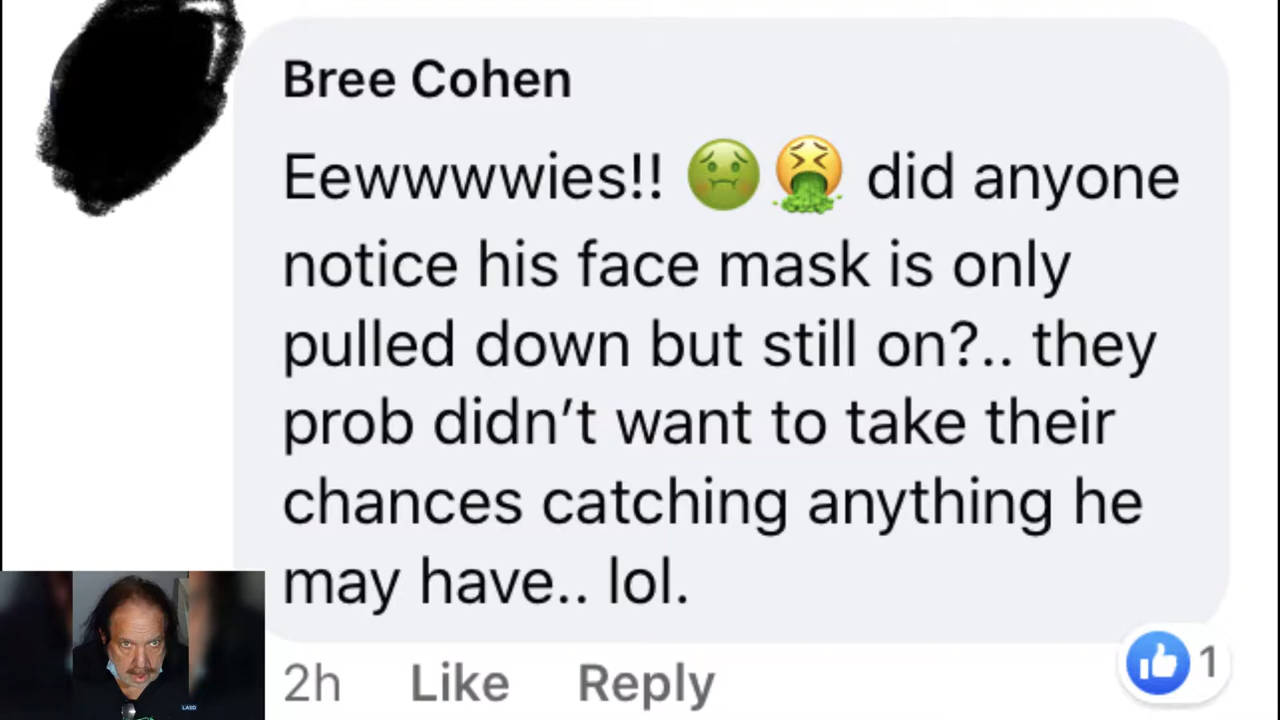 Bree Cohen
Eewwwwies!! 🤢🤮 did anyone
notice his face mask is only
pulled down but still on?.. they
prob didn’t want to take their
chances catching anything he
may have.. lol.
2h Like Reply 1
LASD